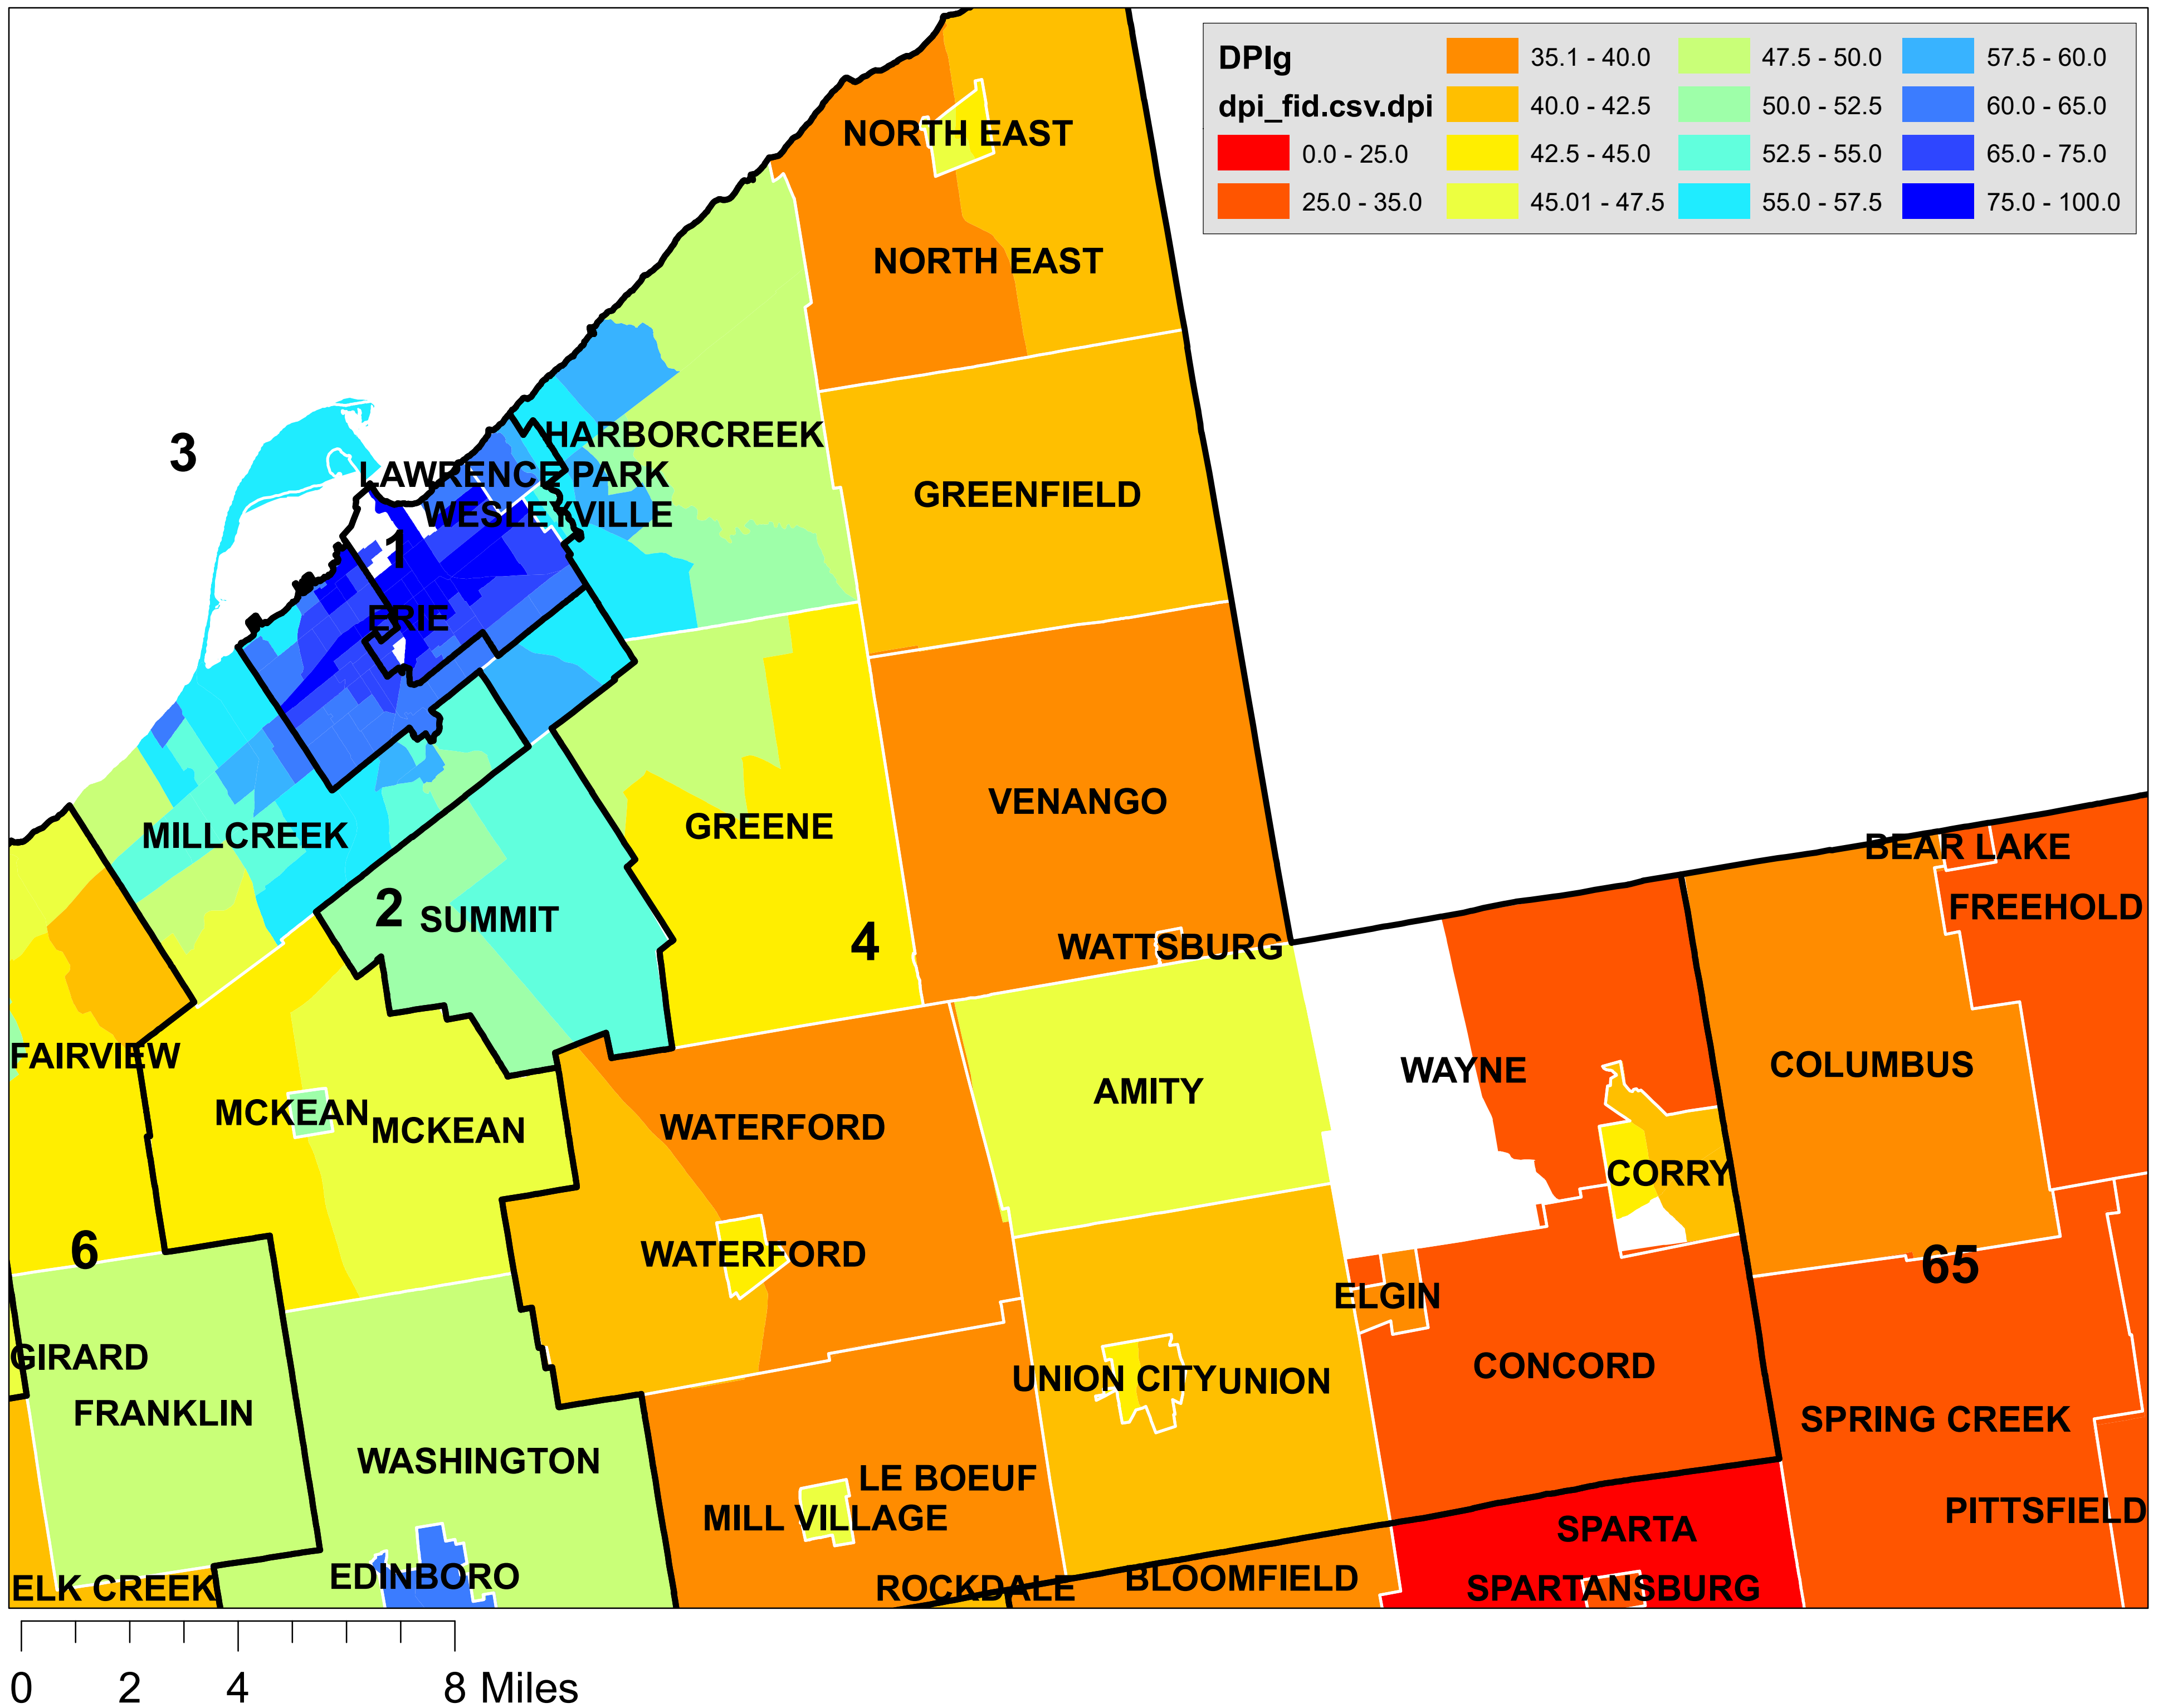 DPIg
dpi_fid.csv.dpi
0.0 - 25.0
25.0 - 35.0
35.1 - 40.0
40.0 - 42.5
42.5 - 45.0
45.01 - 47.5
47.5 - 50.0
50.0 - 52.5
52.5 - 55.0
55.0 - 57.5
57.5 - 60.0
60.0 - 65.0
65.0 - 75.0
75.0 - 100.0
NORTH EAST
NORTH EAST
HARBORCREEK
3
LAWRENCE PARK
GREENFIELD
WESLEYVILLE
1
ERIE
VENANGO
GREENE
MILLCREEK
BEAR LAKE
FREEHOLD
2
SUMMIT
4
WATTSBURG
FAIRVIEW
WAYNE
COLUMBUS
AMITY
MCKEAN
MCKEAN
WATERFORD
CORRY
6
WATERFORD
65
ELGIN
GIRARD
CONCORD
UNION CITY
UNION
FRANKLIN
SPRING CREEK
WASHINGTON
LE BOEUF
MILL VILLAGE
PITTSFIELD
SPARTA
EDINBORO
BLOOMFIELD
ELK CREEK
ROCKDALE
SPARTANSBURG
0 2 4 8 Miles